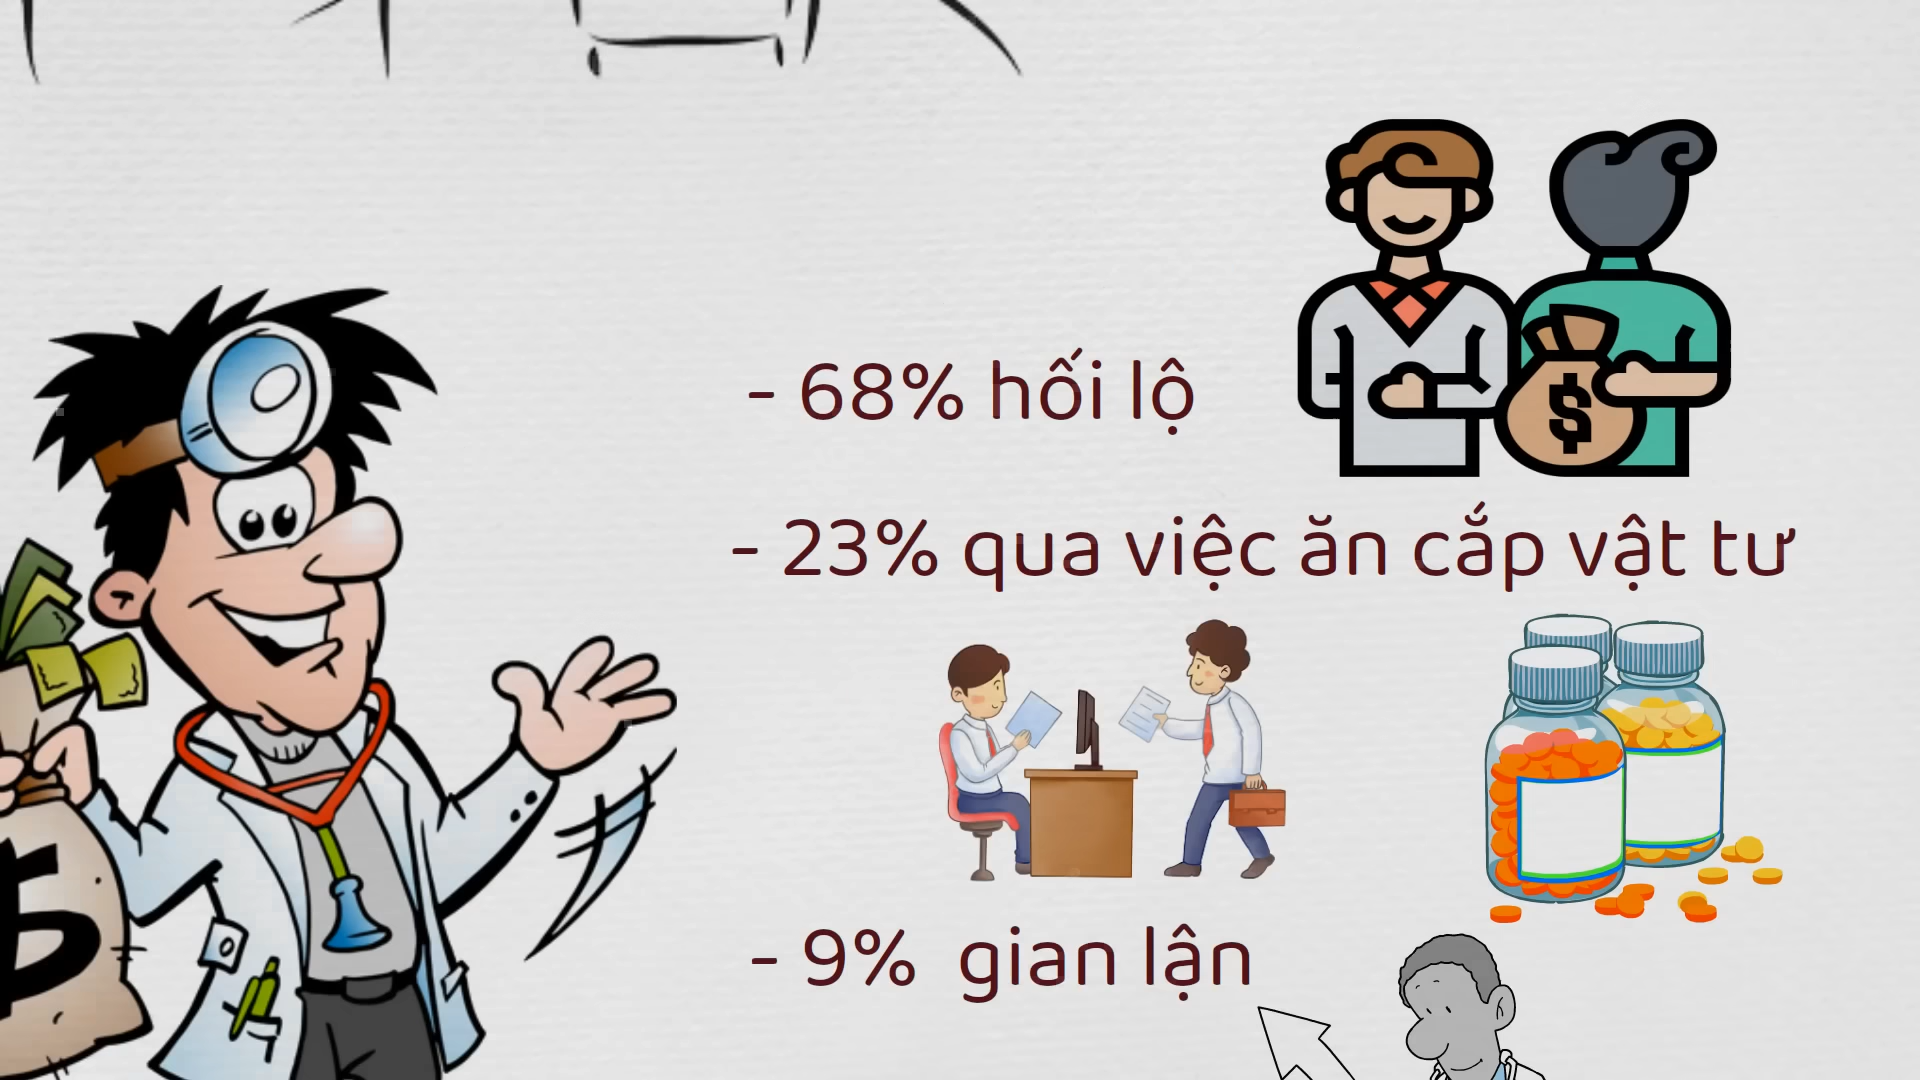 - 68% hối lộ
$
- 23% qua việc ăn cắp vật tư
$
- 9% gian lận